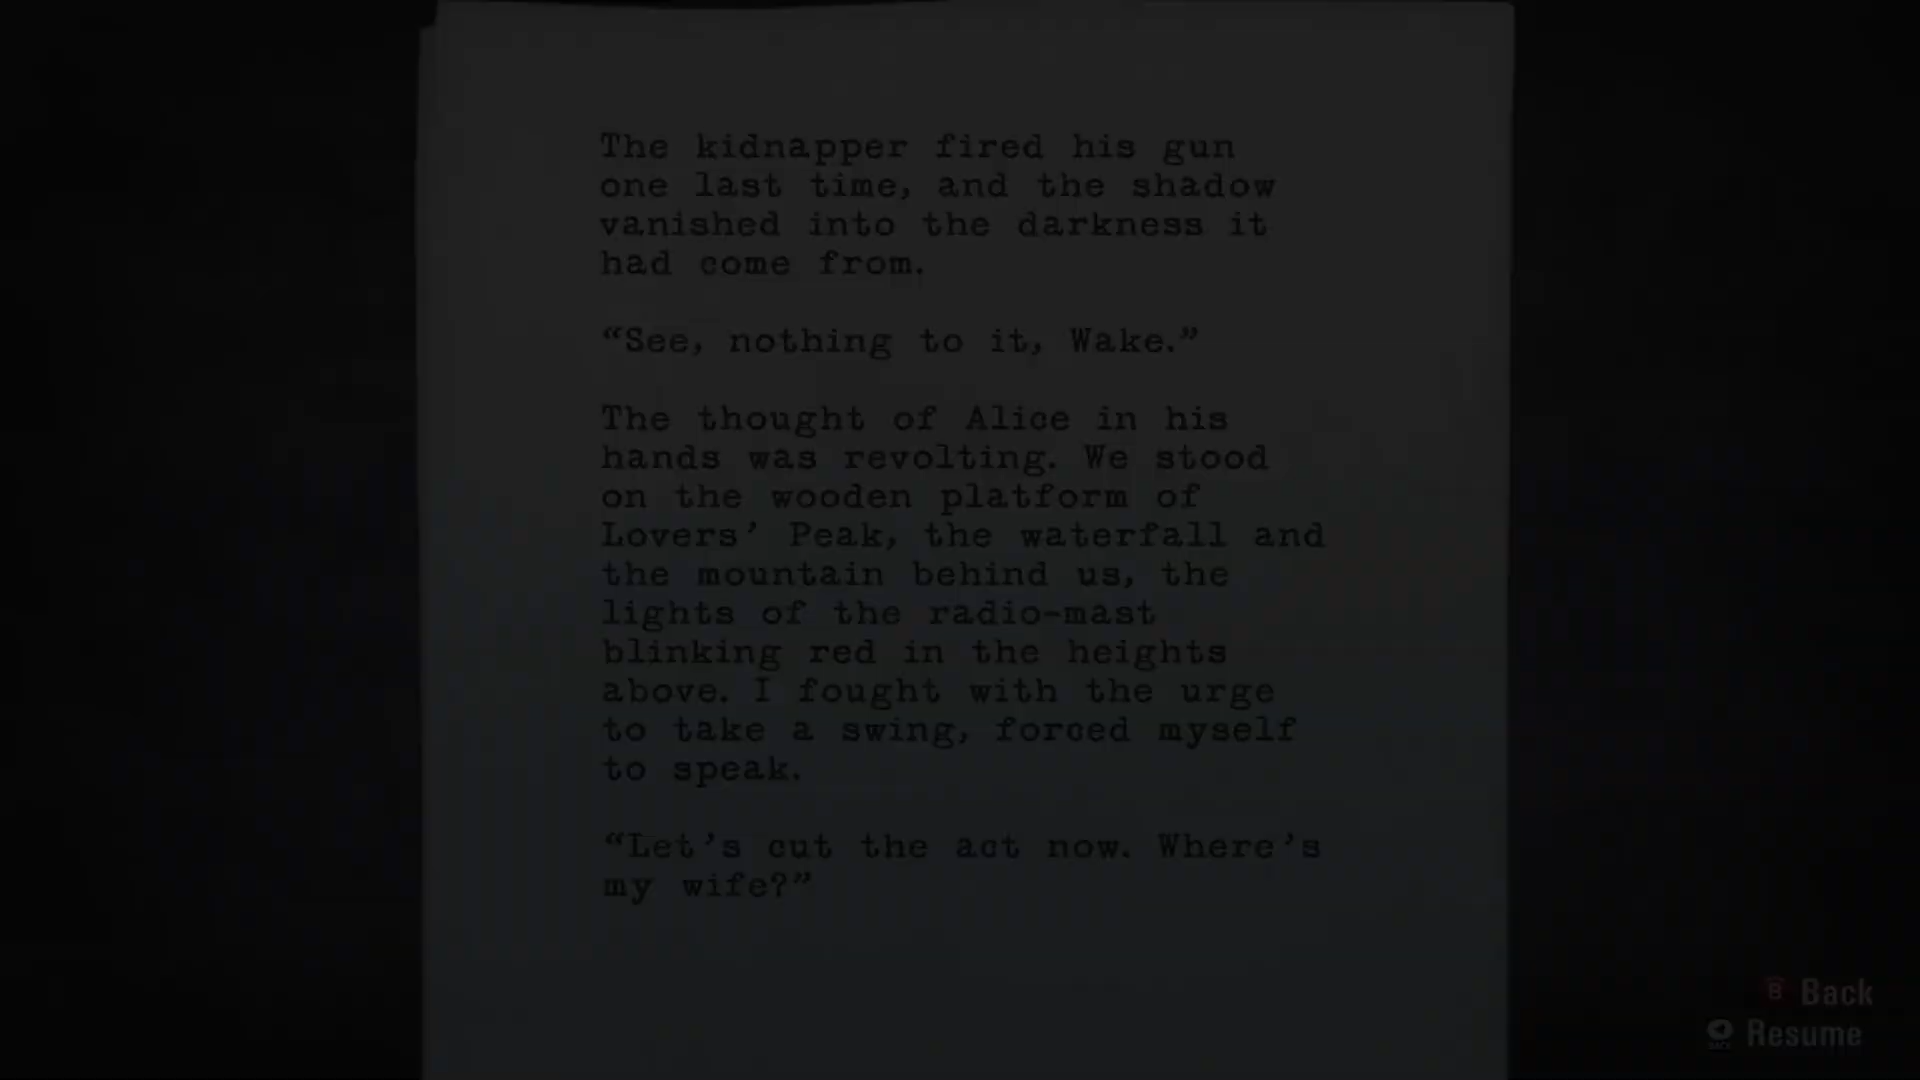 The kidnapper fired his gun
one last time, and the shadow
vanished into the darkness it
had come from.
“See, nothing to it, Wake.”
The thought of Alice in his
hands was revolting. We stood
on the wooden platform of
Lovers’ Peak, the waterfall and
the mountain behind us, the
lights of the radio-mast
blinking red in the heights
above. I fought with the urge
to take a swing, forced myself
to speak.
“Let’s cut the act now. Where’s
my wife?”
B Back
BACK Resume